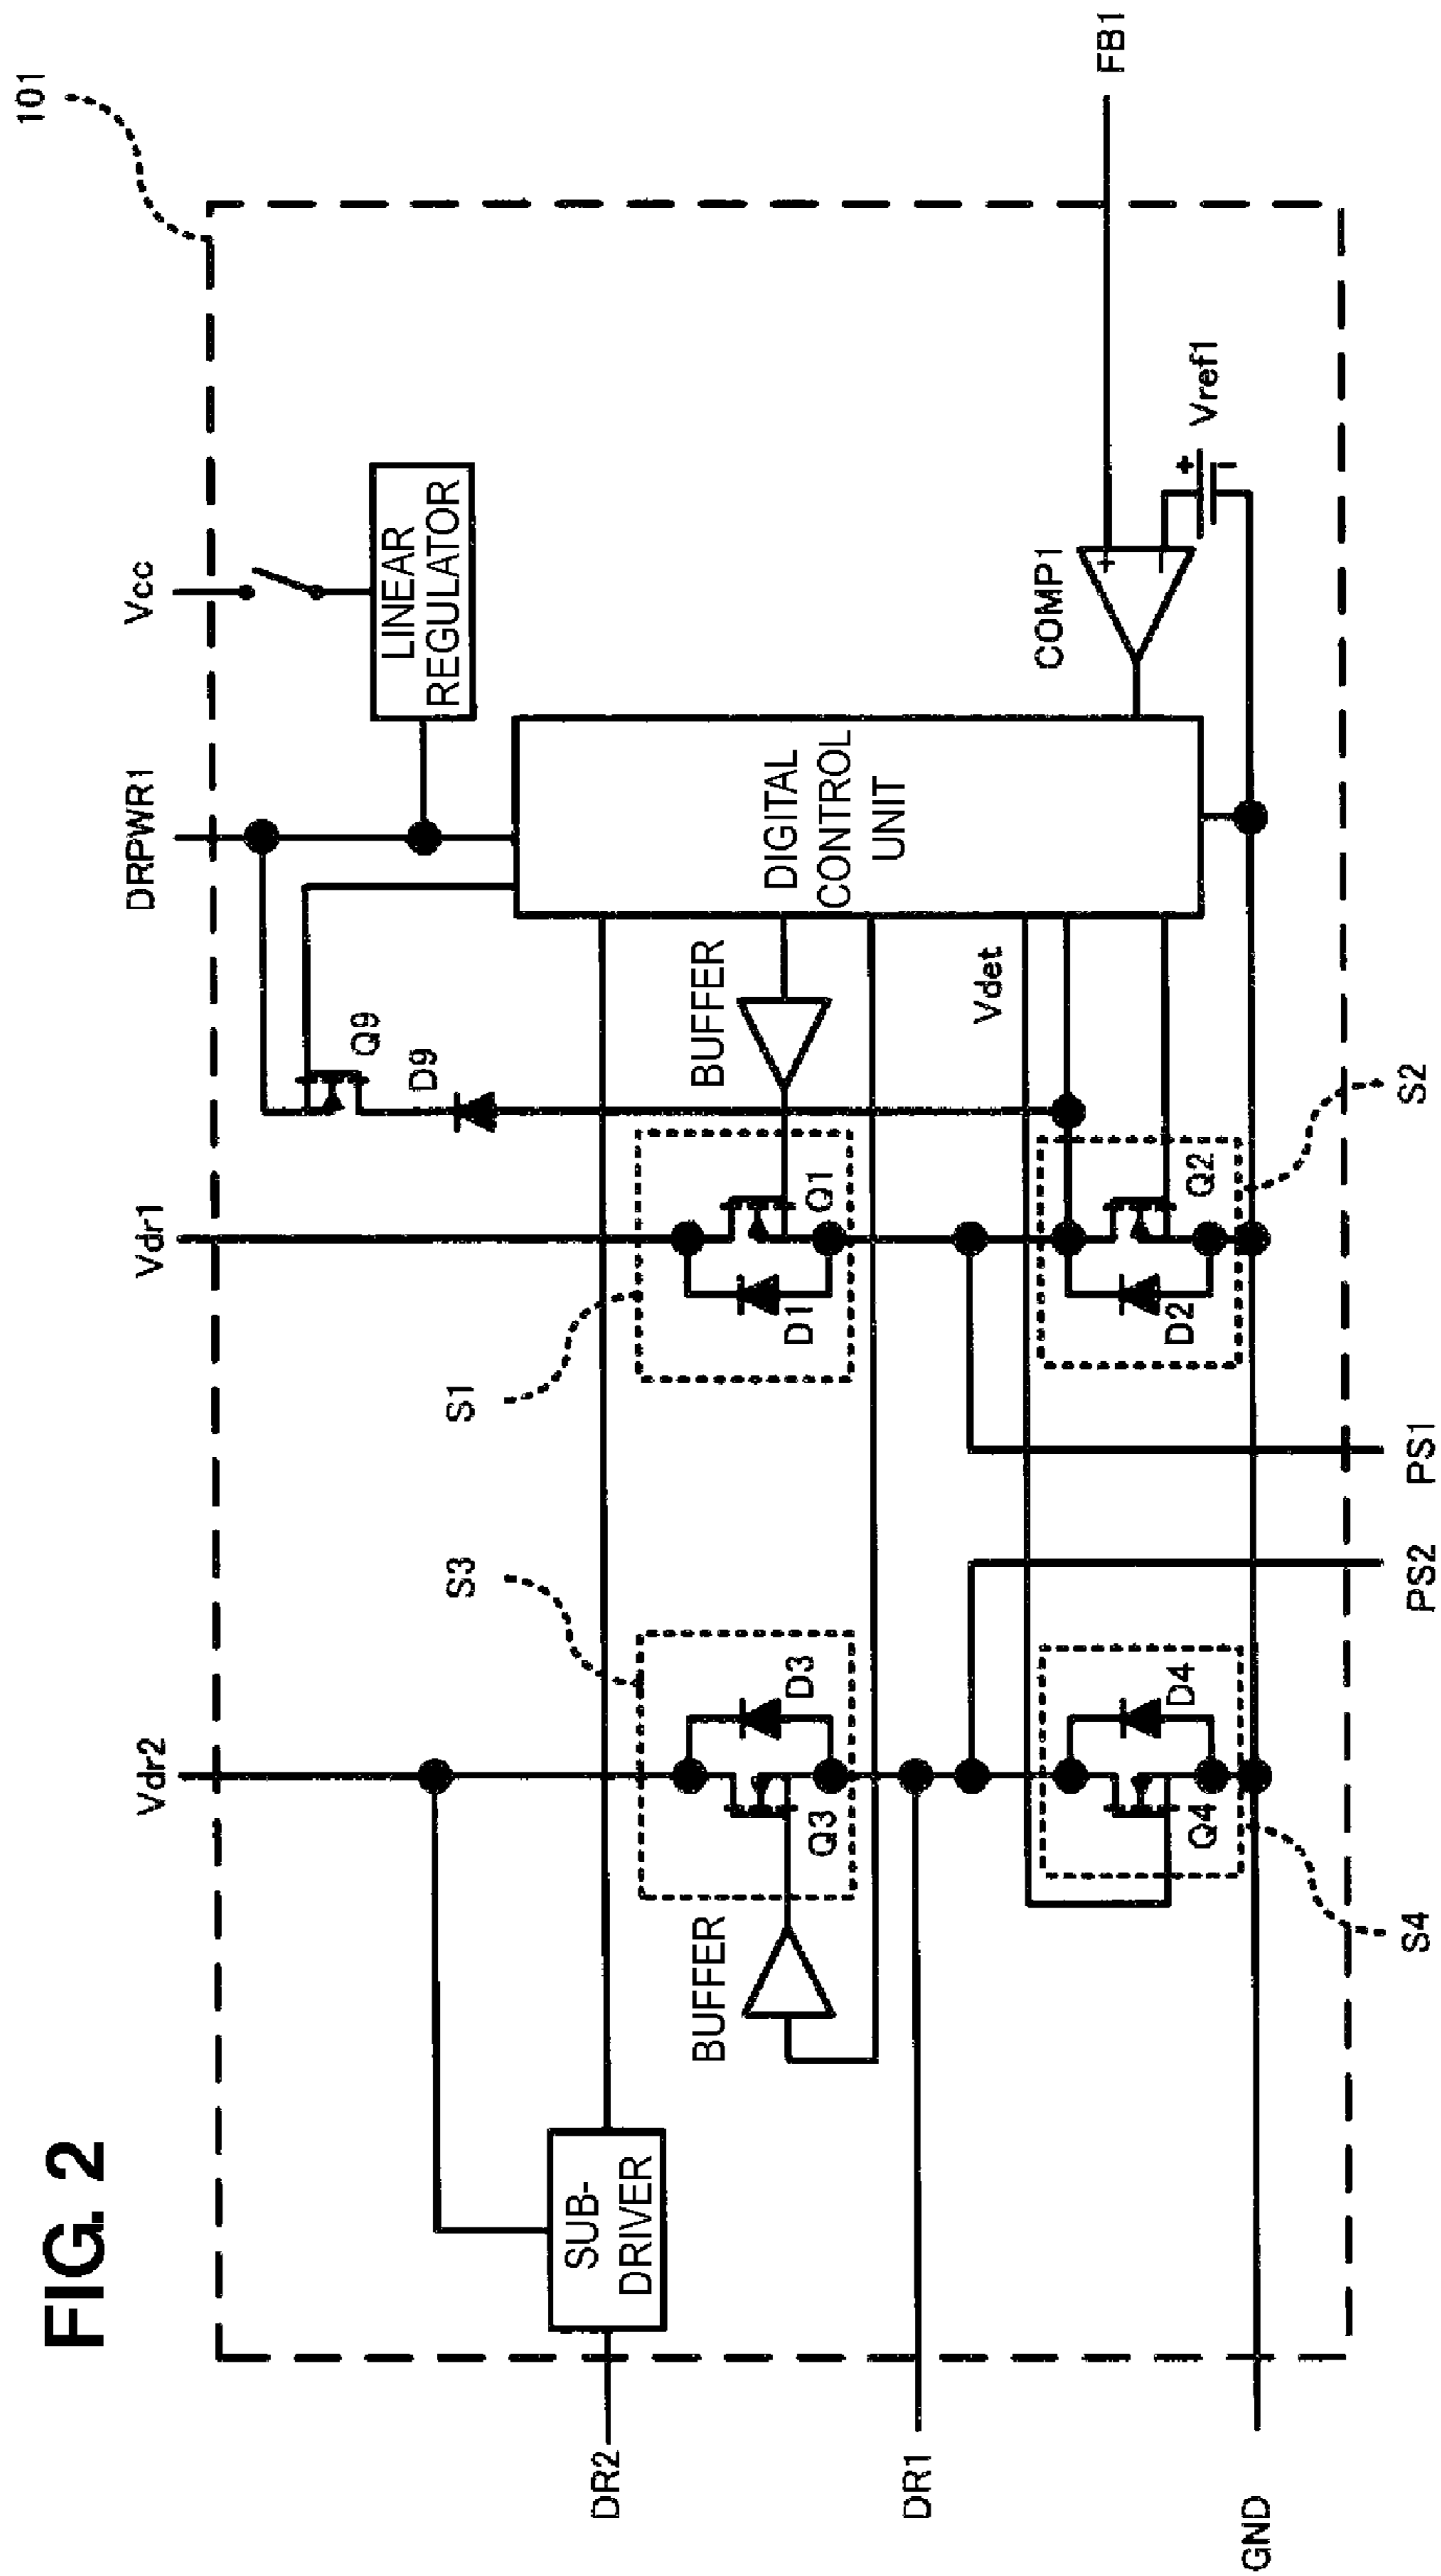 FIG. 2
101
Vdr2
Vdr1
DRPWR1
Vcc
LINEAR
REGULATOR
S3
S1
Q9
D9
SUB-
DRIVER
DR2
BUFFER
Q3
D3
D1
Q1
BUFFER
DIGITAL
CONTROL
UNIT
COMP1
+
−
FB1
+
−
Vref1
Vdet
DR1
Q4
D4
D2
Q2
GND
S4
PS2
PS1
S2